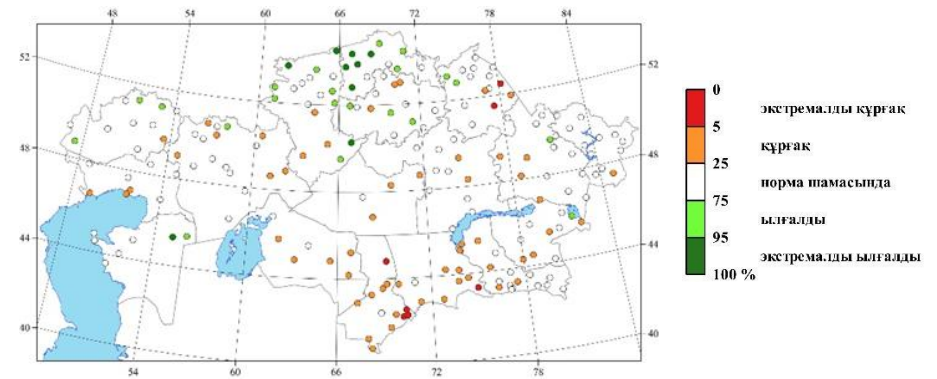 48 60 66 72 78 84
52 52
48 48
44 44
40 40
54 60 66 72 78
0
экстремалды құрғақ
5
құрғақ
25
норма шамасында
75
ылғалды
95
экстремалды ылғалды
100 %